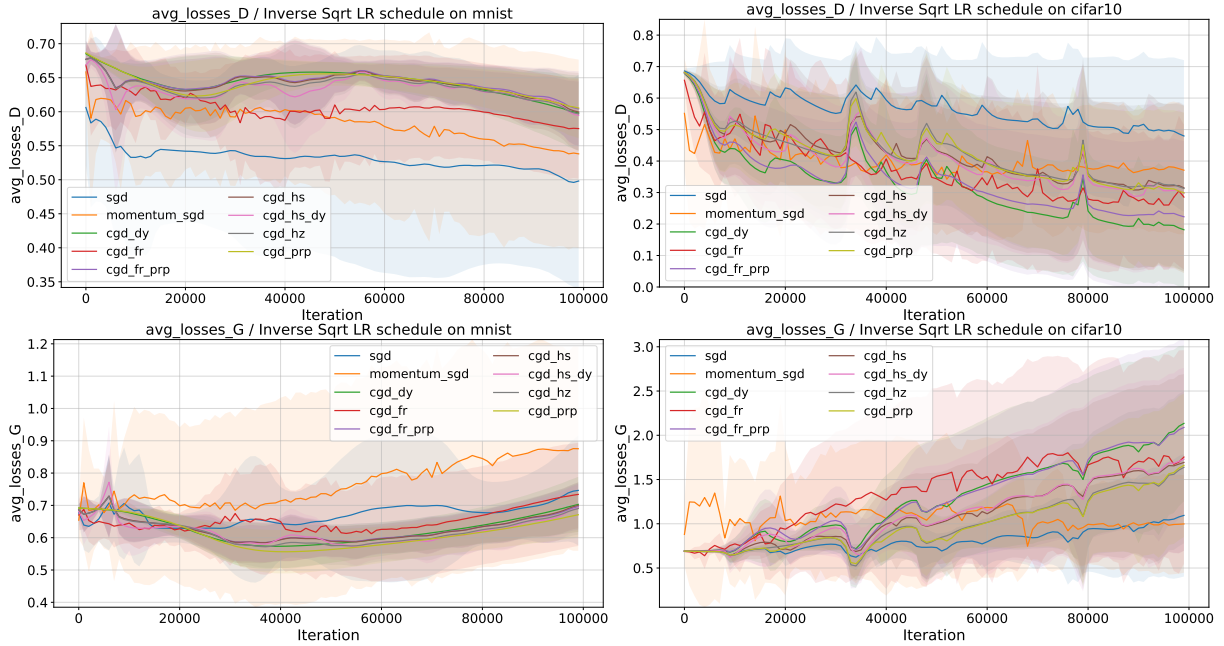 avg_losses_D / Inverse Sqrt LR schedule on mnist
avg_losses_D
0.70
0.65
0.60
0.55
0.50
0.45
0.40
0.35
sgd
momentum_sgd
cgd_dy
cgd_fr
cgd_fr_prp
cgd_hs
cgd_hs_dy
cgd_hz
cgd_prp
0 20000 40000 60000 80000 100000
Iteration
avg_losses_D / Inverse Sqrt LR schedule on cifar10
avg_losses_D
0.8
0.7
0.6
0.5
0.4
0.3
0.2
0.1
0.0
sgd
momentum_sgd
cgd_dy
cgd_fr
cgd_fr_prp
cgd_hs
cgd_hs_dy
cgd_hz
cgd_prp
0 20000 40000 60000 80000 100000
Iteration
avg_losses_G / Inverse Sqrt LR schedule on mnist
avg_losses_G
1.2
1.1
1.0
0.9
0.8
0.7
0.6
0.5
0.4
sgd
momentum_sgd
cgd_dy
cgd_fr
cgd_fr_prp
cgd_hs
cgd_hs_dy
cgd_hz
cgd_prp
0 20000 40000 60000 80000 100000
Iteration
avg_losses_G / Inverse Sqrt LR schedule on cifar10
avg_losses_G
3.0
2.5
2.0
1.5
1.0
0.5
sgd
momentum_sgd
cgd_dy
cgd_fr
cgd_fr_prp
cgd_hs
cgd_hs_dy
cgd_hz
cgd_prp
0 20000 40000 60000 80000 100000
Iteration